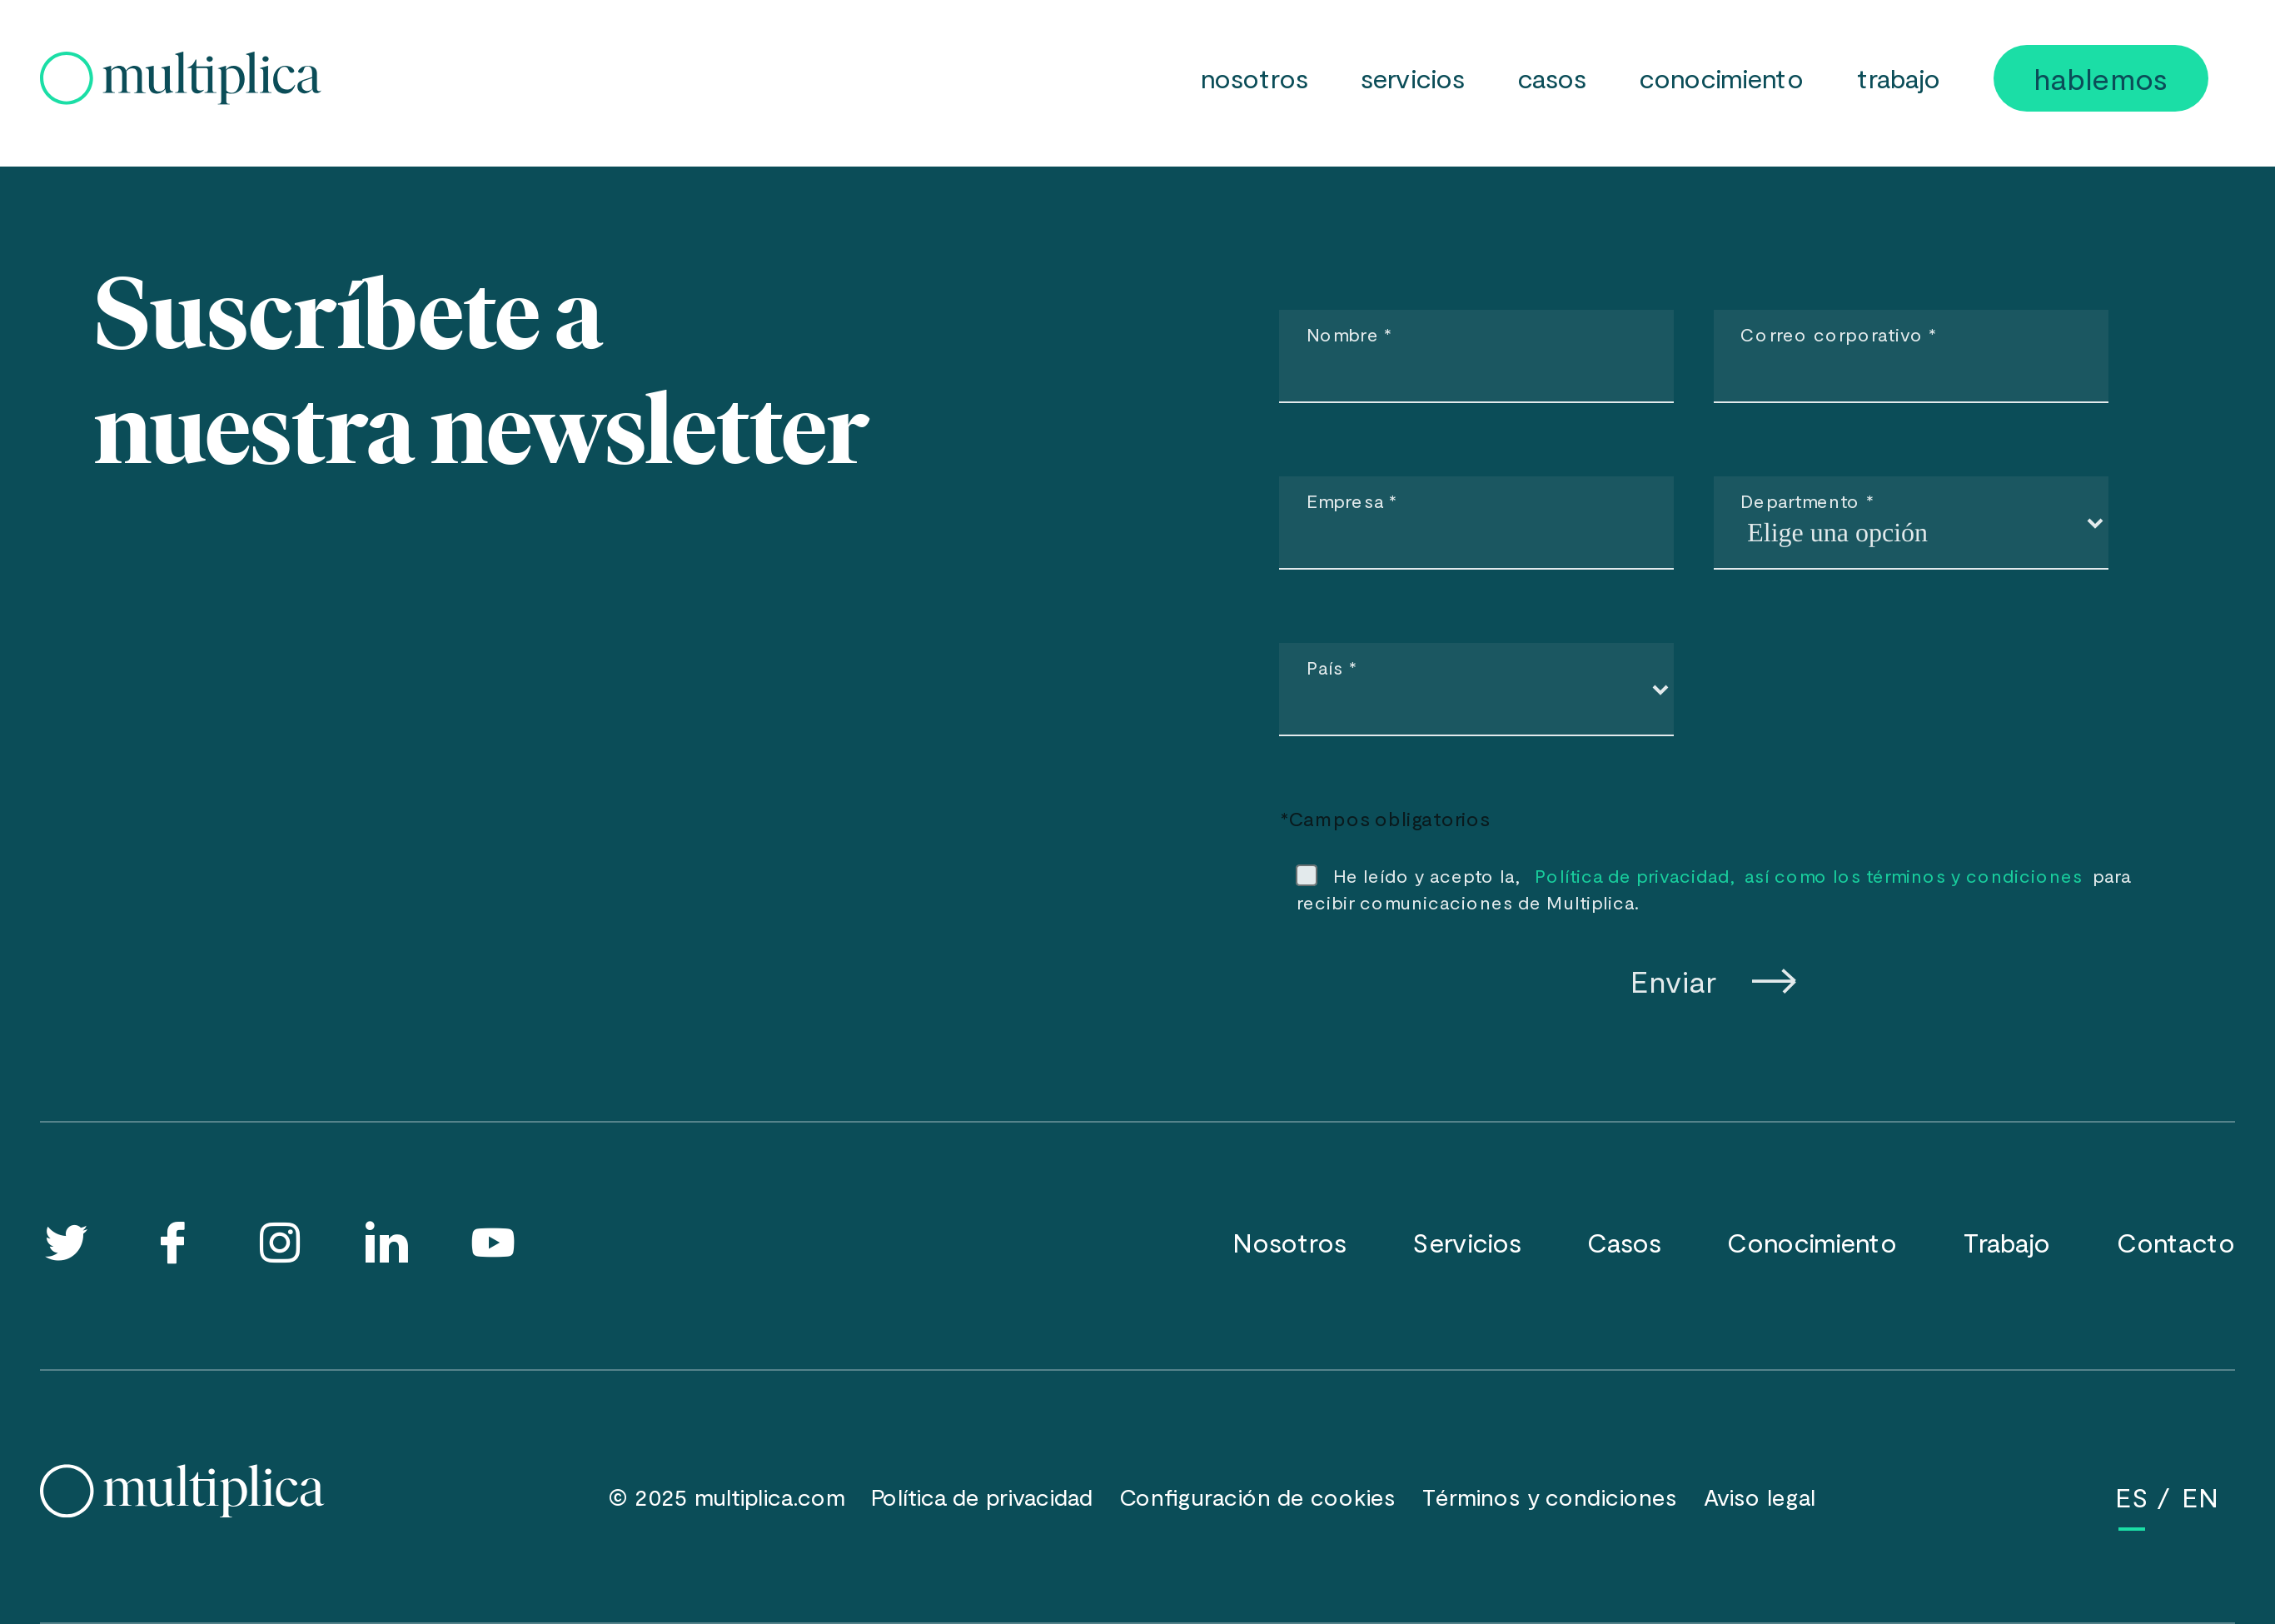 multiplica
nosotros servicios casos conocimiento trabajo hablemos
Suscríbete a
nuestra newsletter
Nombre * Correo corporativo *
Empresa * Departmento *
Elige una opción
País *
*Campos obligatorios
He leído y acepto la, Política de privacidad, así como los términos y condiciones para
recibir comunicaciones de Multiplica.
Enviar
Nosotros Servicios Casos Conocimiento Trabajo Contacto
multiplica
© 2025 multiplica.com Política de privacidad Configuración de cookies Términos y condiciones Aviso legal ES / EN